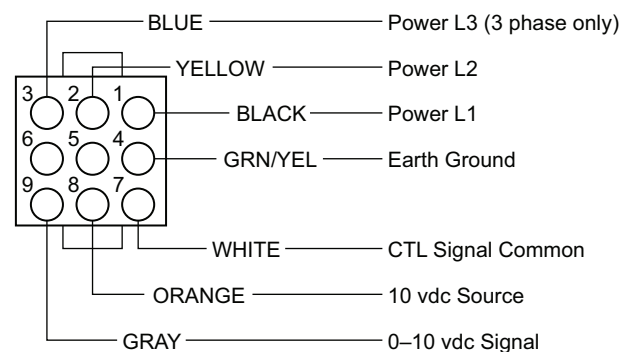 BLUE Power L3 (3 phase only)
YELLOW Power L2
3 2 1
BLACK Power L1
6 5 4
GRN/YEL Earth Ground
9 8 7
WHITE CTL Signal Common
ORANGE 10 vdc Source
GRAY 0–10 vdc Signal